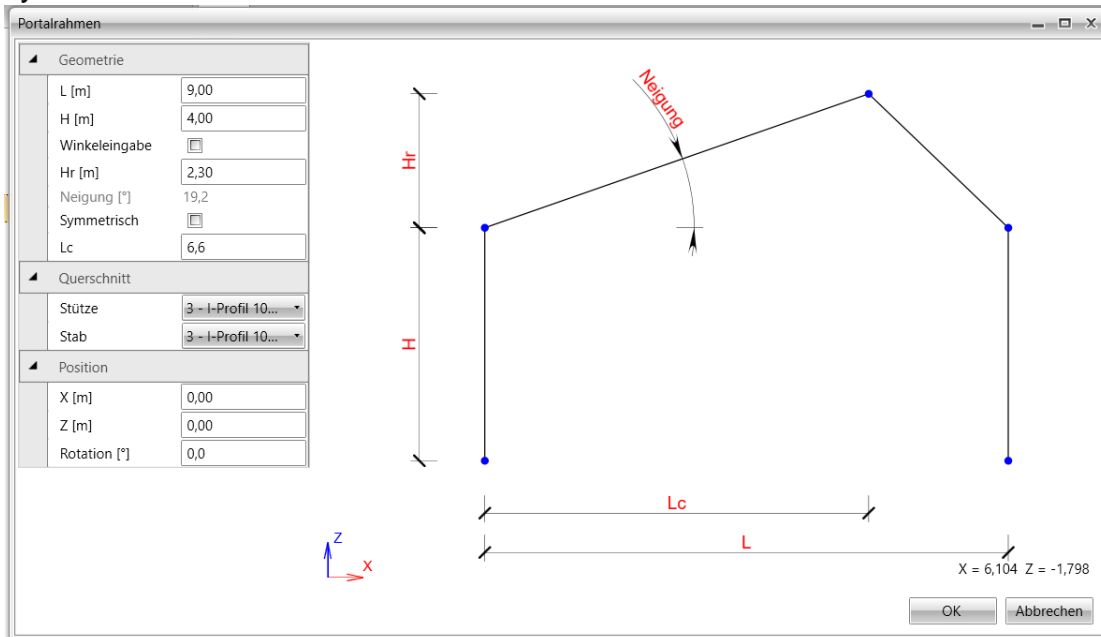 Portalrahmen
Geometrie
L [m] 9,00
H [m] 4,00
Winkeleingabe
Hr [m] 2,30
Neigung [°] 19,2
Symmetrisch
Lc 6,6
Querschnitt
Stütze 3 - I-Profil 10...
Stab 3 - I-Profil 10...
Position
X [m] 0,00
Z [m] 0,00
Rotation [°] 0,0
Neigung
Hr
H
Lc
L
Z
X
X = 6,104 Z = -1,798
OK Abbrechen